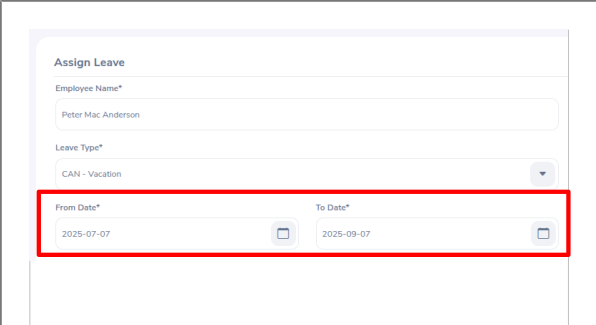 Assign Leave
Employee Name*
Peter Mac Anderson
Leave Type*
CAN - Vacation
From Date* To Date*
2025-07-07 2025-09-07